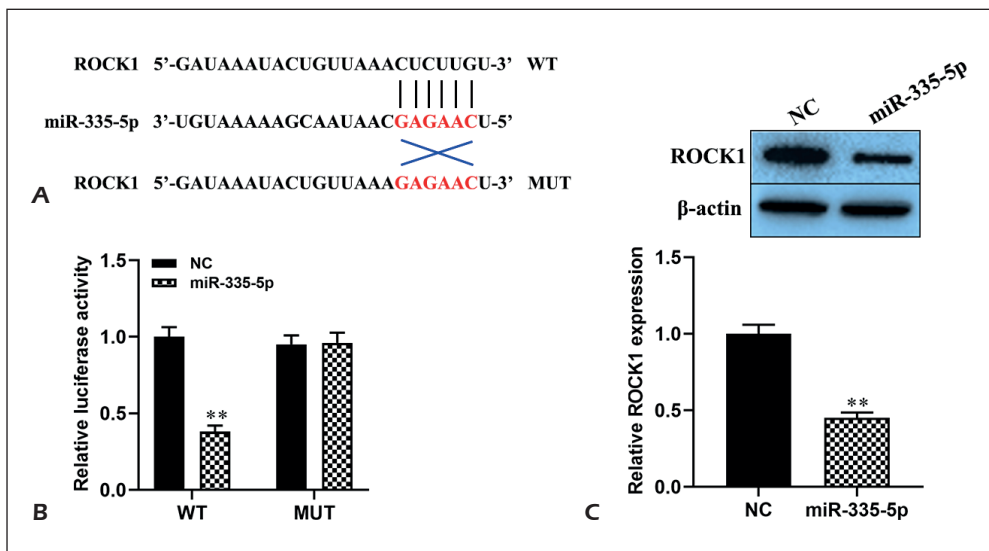 ROCK1 5'-GAUAAAUACUGUUAAACUCUUGU-3' WT
miR-335-5p 3'-UGUAAAAAGCAAUAACGAGAACU-5'
ROCK1 5'-GAUAAAUACUGUUAAAGAGAACU-3' MUT
A
NC miR-335-5p
ROCK1
β-actin
Relative luciferase activity
1.5
1.0
0.5
0.0
NC
miR-335-5p
**
WT MUT
B
Relative ROCK1 expression
1.5
1.0
0.5
0.0
**
NC miR-335-5p
C